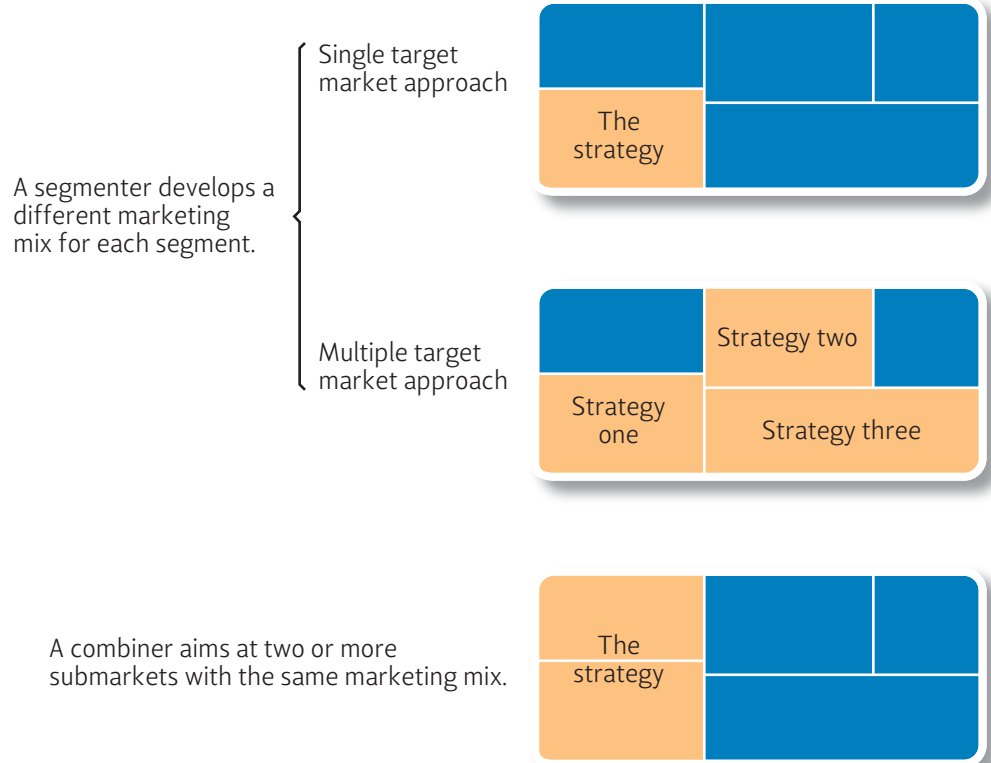 Single target
market approach
The
strategy
A segmenter develops a
different marketing
mix for each segment.
Multiple target
market approach
Strategy two
Strategy
one
Strategy three
A combiner aims at two or more
submarkets with the same marketing mix.
The
strategy